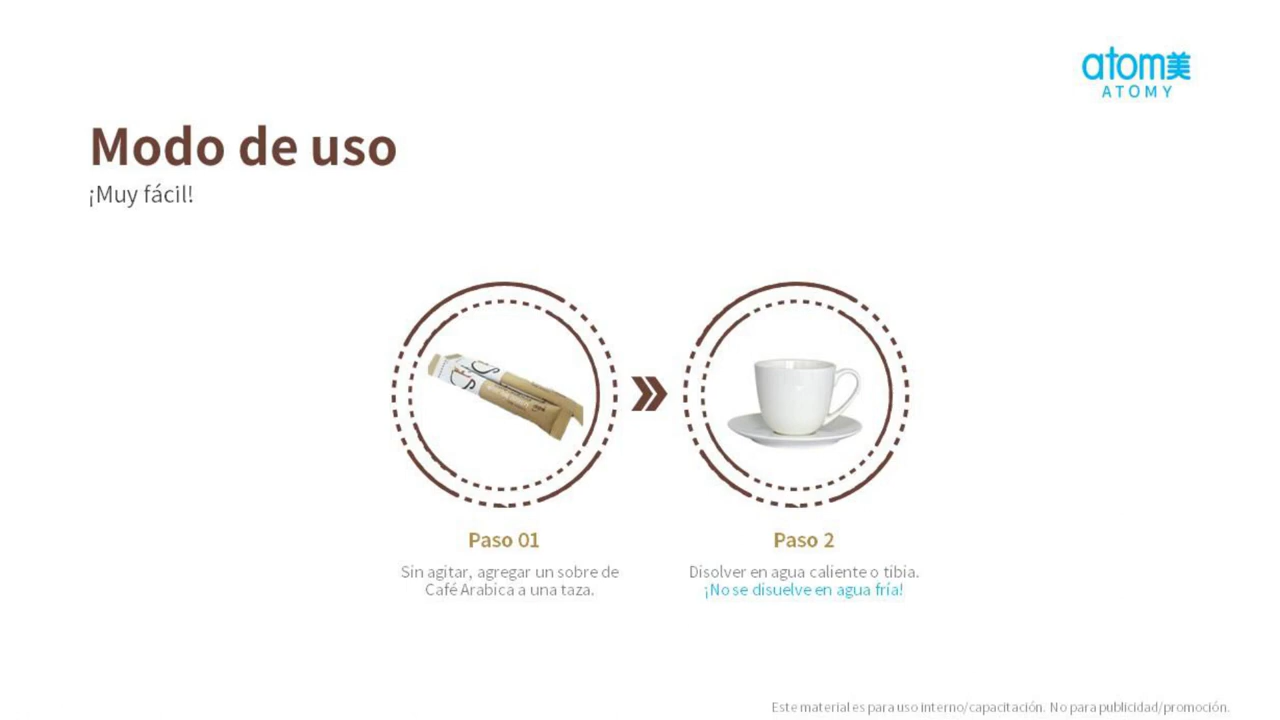 atom美
ATOMY
Modo de uso
¡Muy fácil!
Paso 01
Sin agitar, agregar un sobre de
Café Arabica a una taza.
Paso 2
Disolver en agua caliente o tibia.
¡No se disuelve en agua fría!
Este material es para uso interno/capacitación. No para publicidad/promoción.